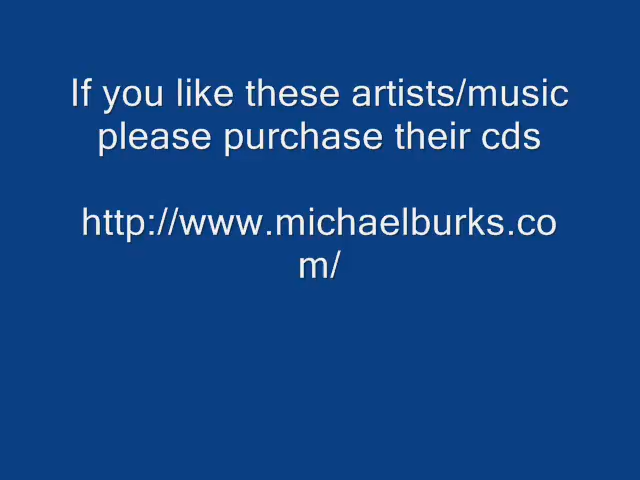 If you like these artists/music
please purchase their cds
http://www.michaelburks.co
m/